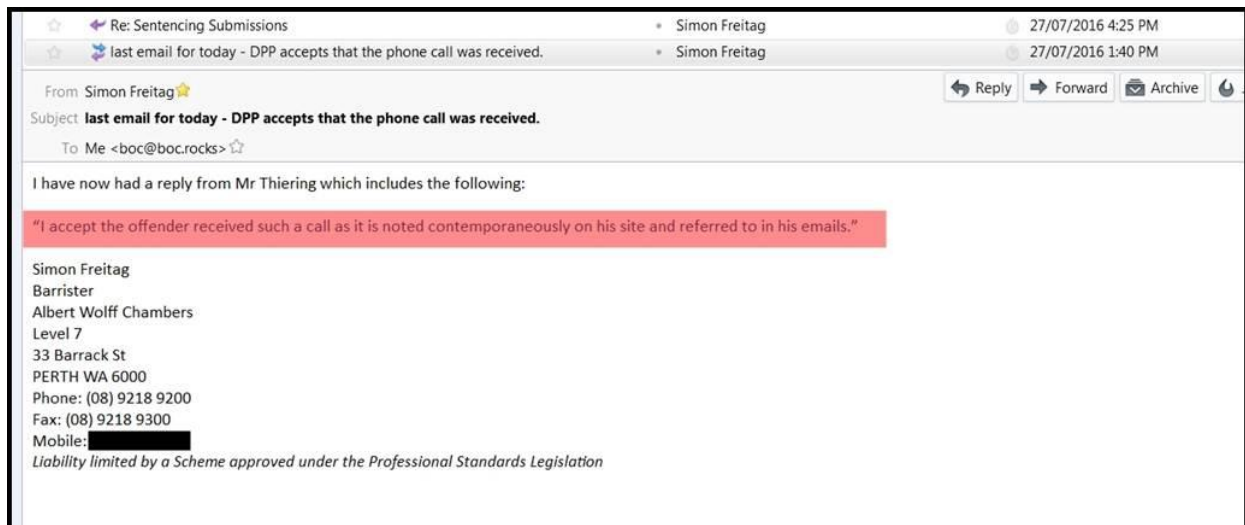 Re: Sentencing Submissions • Simon Freitag 27/07/2016 4:25 PM
last email for today - DPP accepts that the phone call was received. • Simon Freitag 27/07/2016 1:40 PM
From Simon Freitag Reply Forward Archive
Subject last email for today - DPP accepts that the phone call was received.
To Me <boc@boc.rocks>
I have now had a reply from Mr Thiering which includes the following:
“I accept the offender received such a call as it is noted contemporaneously on his site and referred to in his emails.”
Simon Freitag
Barrister
Albert Wolff Chambers
Level 7
33 Barrack St
PERTH WA 6000
Phone: (08) 9218 9200
Fax: (08) 9218 9300
Mobile:
Liability limited by a Scheme approved under the Professional Standards Legislation